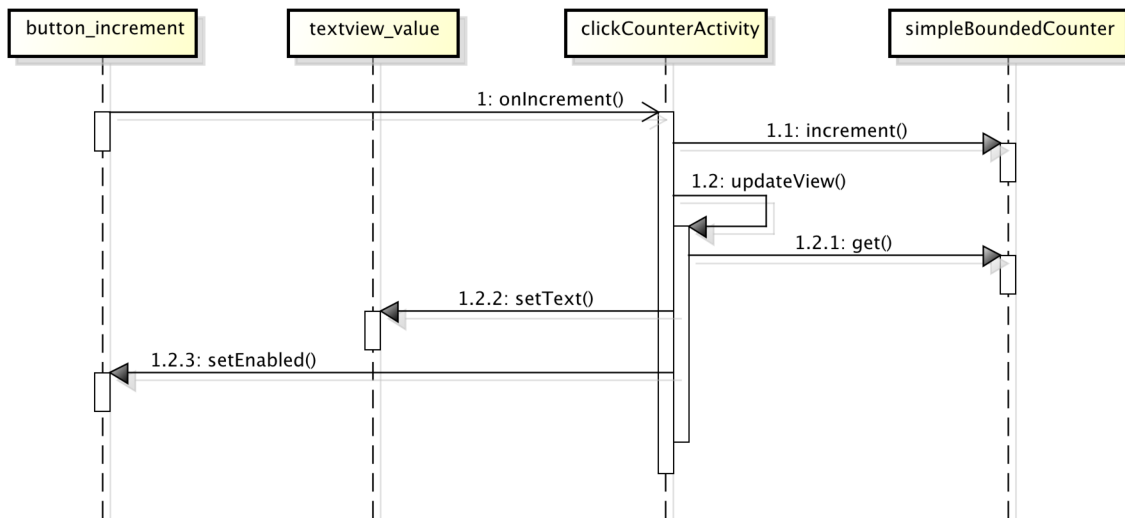 button_increment
textview_value
clickCounterActivity
simpleBoundedCounter
1: onIncrement()
1.1: increment()
1.2: updateView()
1.2.1: get()
1.2.2: setText()
1.2.3: setEnabled()